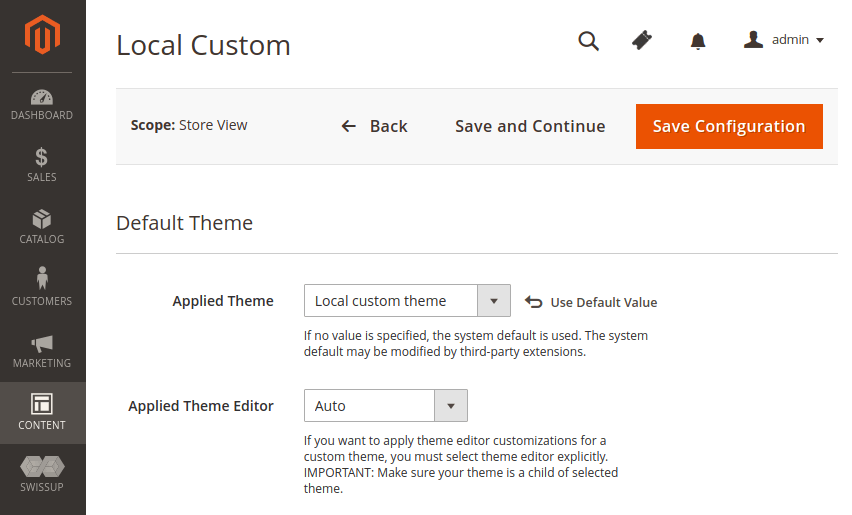 Local Custom
admin
DASHBOARD
SALES
CATALOG
CUSTOMERS
MARKETING
CONTENT
SWISSUP
Scope: Store View
Back
Save and Continue
Save Configuration
Default Theme
Applied Theme
Local custom theme
Use Default Value
If no value is specified, the system default is used. The system
default may be modified by third-party extensions.
Applied Theme Editor
Auto
If you want to apply theme editor customizations for a
custom theme, you must select theme editor explicitly.
IMPORTANT: Make sure your theme is a child of selected
theme.